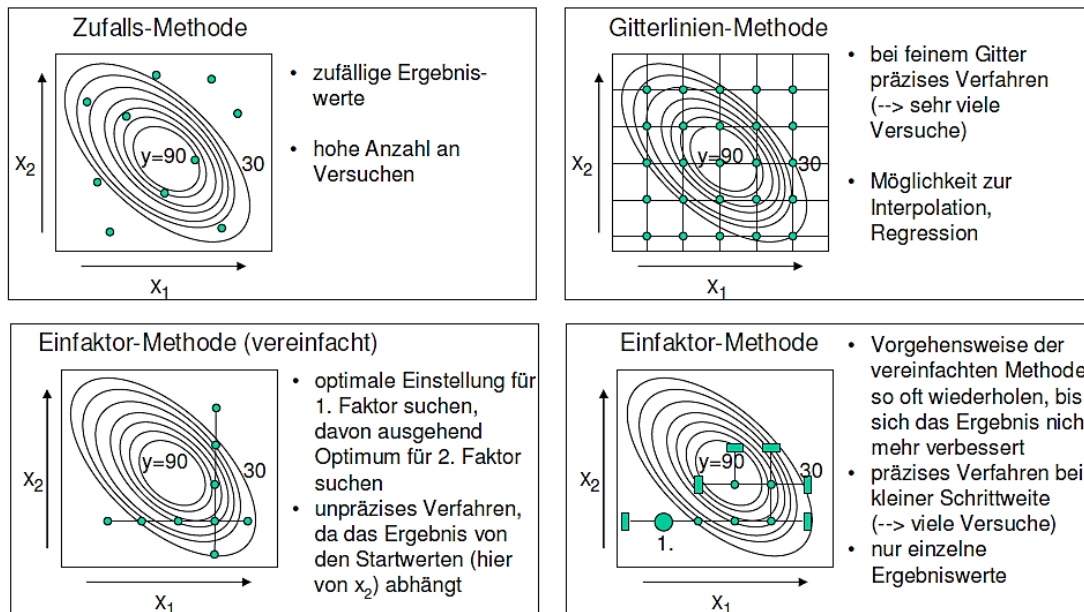 Zufalls-Methode
y=90
30
X2
X1
• zufällige Ergebnis-
werte
• hohe Anzahl an
Versuchen
Gitterlinien-Methode
y=90
30
X2
X1
• bei feinem Gitter
präzises Verfahren
(--> sehr viele
Versuche)
• Möglichkeit zur
Interpolation,
Regression
Einfaktor-Methode (vereinfacht)
y=90
30
X2
X1
• optimale Einstellung für
1. Faktor suchen,
davon ausgehend
Optimum für 2. Faktor
suchen
• unpräzises Verfahren,
da das Ergebnis von
den Startwerten (hier
von x2) abhängt
Einfaktor-Methode
y=90
30
1.
X2
X1
• Vorgehensweise der
vereinfachten Methode
so oft wiederholen, bis
sich das Ergebnis nich
mehr verbessert
• präzises Verfahren bei
kleiner Schrittweite
(--> viele Versuche)
• nur einzelne
Ergebniswerte